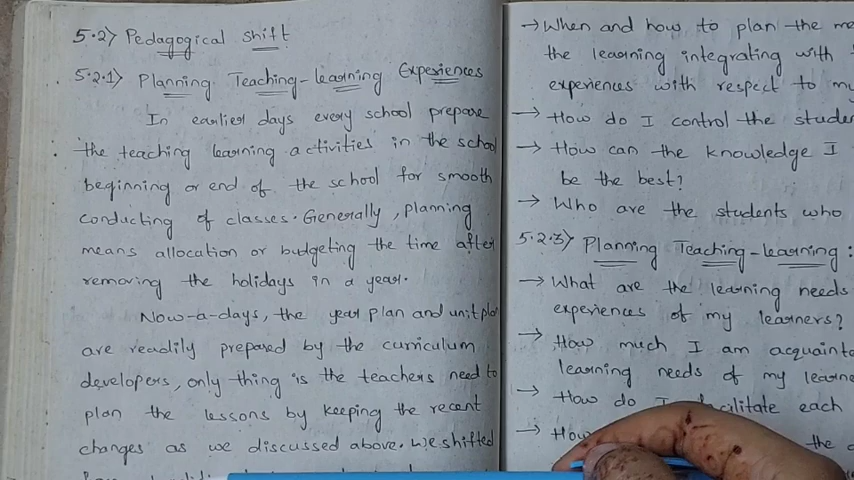 5.2> Pedagogical shift
5.2.1> Planning Teaching-learning Experiences
In earlier days every school prepare
the teaching learning activities in the school
beginning or end of the school for smooth
conducting of classes. Generally, planning
means allocation or budgeting the time after
removing the holidays in a year.
Now-a-days, the year plan and unit
are readily prepared by the curriculum
developers, only thing is the teachers need to
plan the lessons by keeping the recent
changes as we discussed above. We shifted
→ When and how to plan the
the learning integrating with
experiences with respect to
→ How do I control the
→ How can the knowledge I
be the best?
→ Who are the students who
5.2.3> Planning Teaching-learning:
→ What are the learning needs
experiences of my learners?
→ How much I am
learning needs of my
→ How do I each
→ the